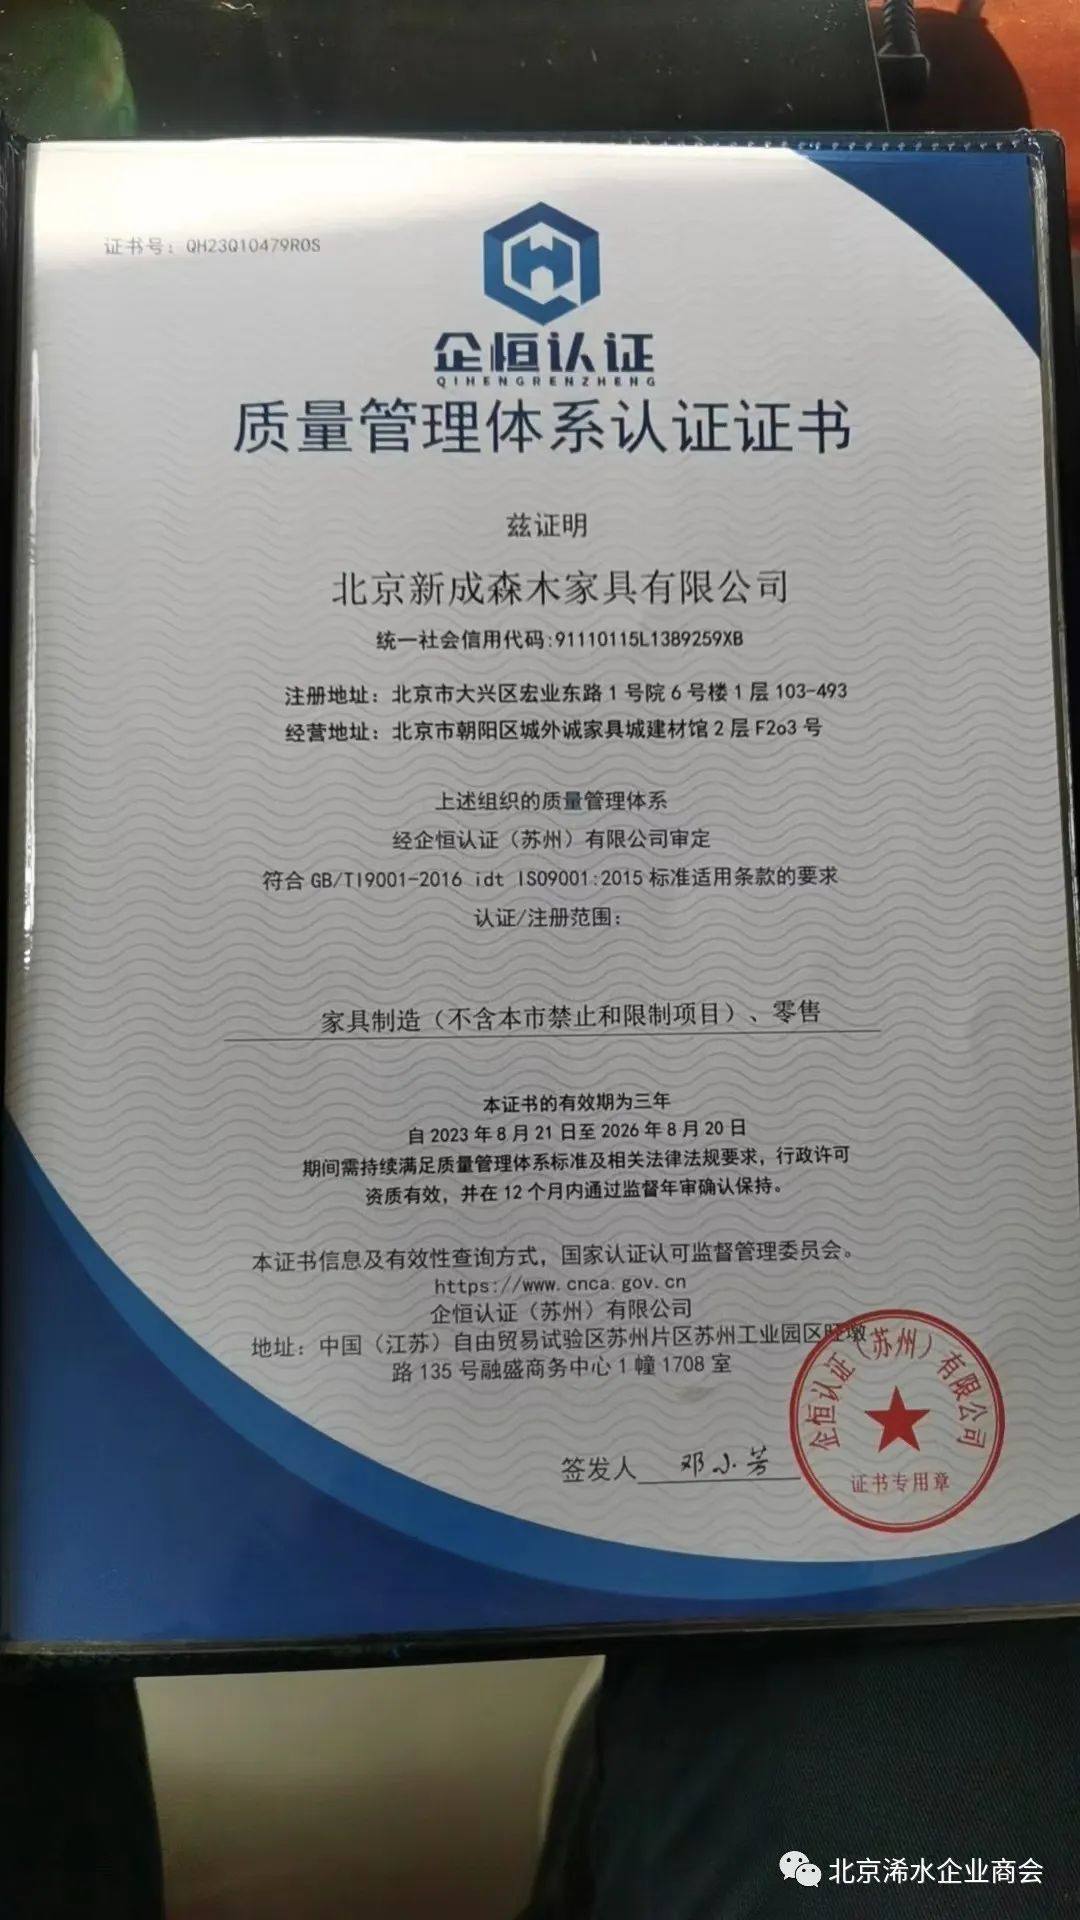 证书号：QH23Q10479R0S
企恒认证
QIHENGRENZHENG
质量管理体系认证证书
兹证明
北京新成森木家具有限公司
统一社会信用代码:91110115L1389259XB
注册地址：北京市大兴区宏业东路1号院6号楼1层103-493
经营地址：北京市朝阳区城外诚家具城建材馆2层F2o3号
上述组织的质量管理体系
经企恒认证（苏州）有限公司审定
符合GB/T19001-2016 idt ISO9001:2015标准适用条款的要求
认证/注册范围：
家具制造（不含本市禁止和限制项目）、零售
本证书的有效期为三年
自2023年8月21日至2026年8月20日
期间需持续满足质量管理体系标准及相关法律法规要求，行政许可
资质有效，并在12个月内通过监督年审确认保持。
本证书信息及有效性查询方式，国家认证认可监督管理委员会。
https://www.cnca.gov.cn
企恒认证（苏州）有限公司
地址：中国（江苏）自由贸易试验区苏州片区苏州工业园区旺墩
路135号融盛商务中心1幢1708室
签发人 邓小芳
企恒认证（苏州）有限公司
证书专用章
北京浠水企业商会